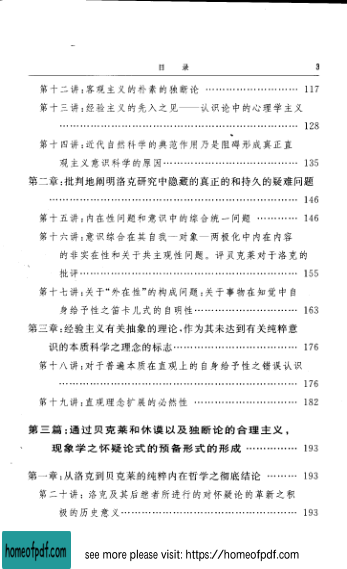 目 录 3
第十二讲:客观主义的朴素的独断论 ………………………… 117
第十三讲:经验主义的先入之见——认识论中的心理学主义
………………………………………………………………… 128
第十四讲:近代自然科学的典范作用乃是阻碍形成真正直
观主义意识科学的原因…………………………………… 135
第二章:批判地阐明洛克研究中隐藏的真正的和持久的疑难问题
………………………………………………………………… 146
第十五讲:内在性问题和意识中的综合统一问题 ………… 146
第十六讲:意识综合在其自我—对象—两极化中内在内容
的非实在性和关于共主观性问题。评贝克莱对于洛克的
批评………………………………………………………… 155
第十七讲:关于“外在性”的构成问题:关于事物在知觉中自
身给予性之笛卡儿式的自明性…………………………… 163
第三章:经验主义有关抽象的理论,作为其未达到有关纯粹意
识的本质科学之理念的标志……………………………… 176
第十八讲:对于普遍本质在直观上的自身给予性之错误认识
………………………………………………………………… 176
第十九讲:直观理念扩展的必然性 ………………………… 182
第三篇:通过贝克莱和休谟以及独断论的合理主义,
现象学之怀疑论式的预备形式的形成 …………… 193
第一章:从洛克到贝克莱的纯粹内在哲学之彻底结论 ……… 193
第二十讲: 洛克及其后继者所进行的对怀疑论的革新之积
极的历史意义……………………………………………… 193
homeofpdf.com
see more please visit: https://homeofpdf.com